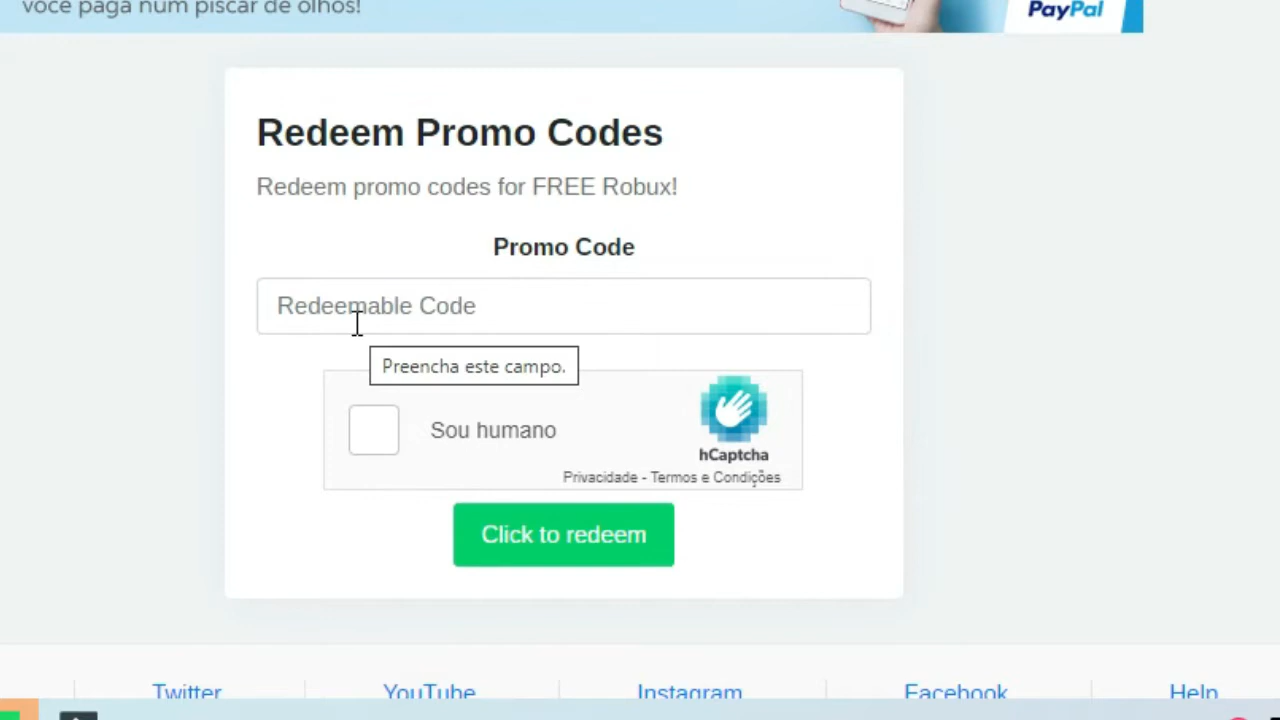 você paga num piscar de olhos!
PayPal
Redeem Promo Codes
Redeem promo codes for FREE Robux!
Promo Code
Redeemable Code
Preencha este campo.
Sou humano
hCaptcha
Privacidade - Termos e Condições
Click to redeem
Twitter
YouTube
Instagram
Facebook
Help